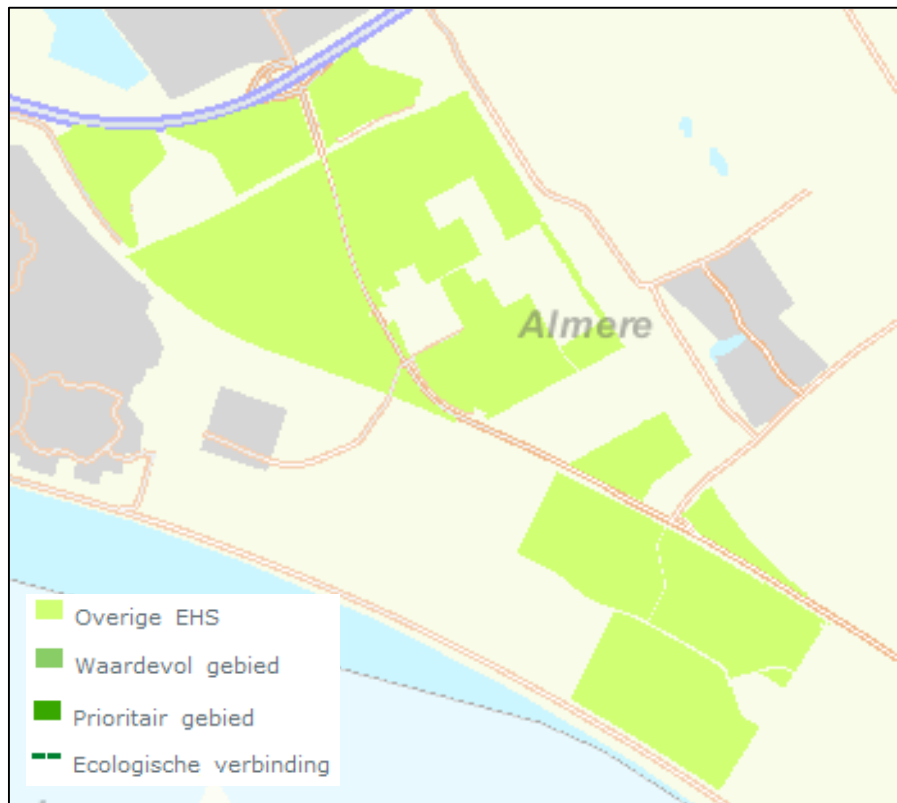 Almere
Overige EHS
Waardevol gebied
Prioritair gebied
Ecologische verbinding